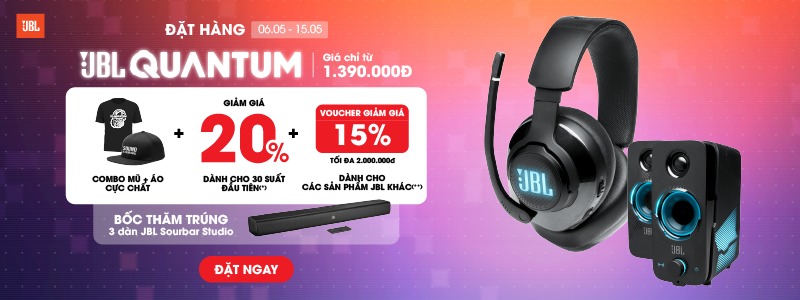 JBL
ĐẶT HÀNG 06.05 - 15.05
JBL QUANTUM
Giá chỉ từ
1.390.000Đ
COMBO MŨ + ÁO
CỰC CHẤT
+
GIẢM GIÁ
20%
DÀNH CHO 30 SUẤT
ĐẦU TIÊN(*)
+
VOUCHER GIẢM GIÁ
15%
TỐI ĐA 2.000.000đ
DÀNH CHO
CÁC SẢN PHẨM JBL KHÁC(**)
BỐC THĂM TRÚNG
3 dàn JBL Sourbar Studio
ĐẶT NGAY
JBL
JBL